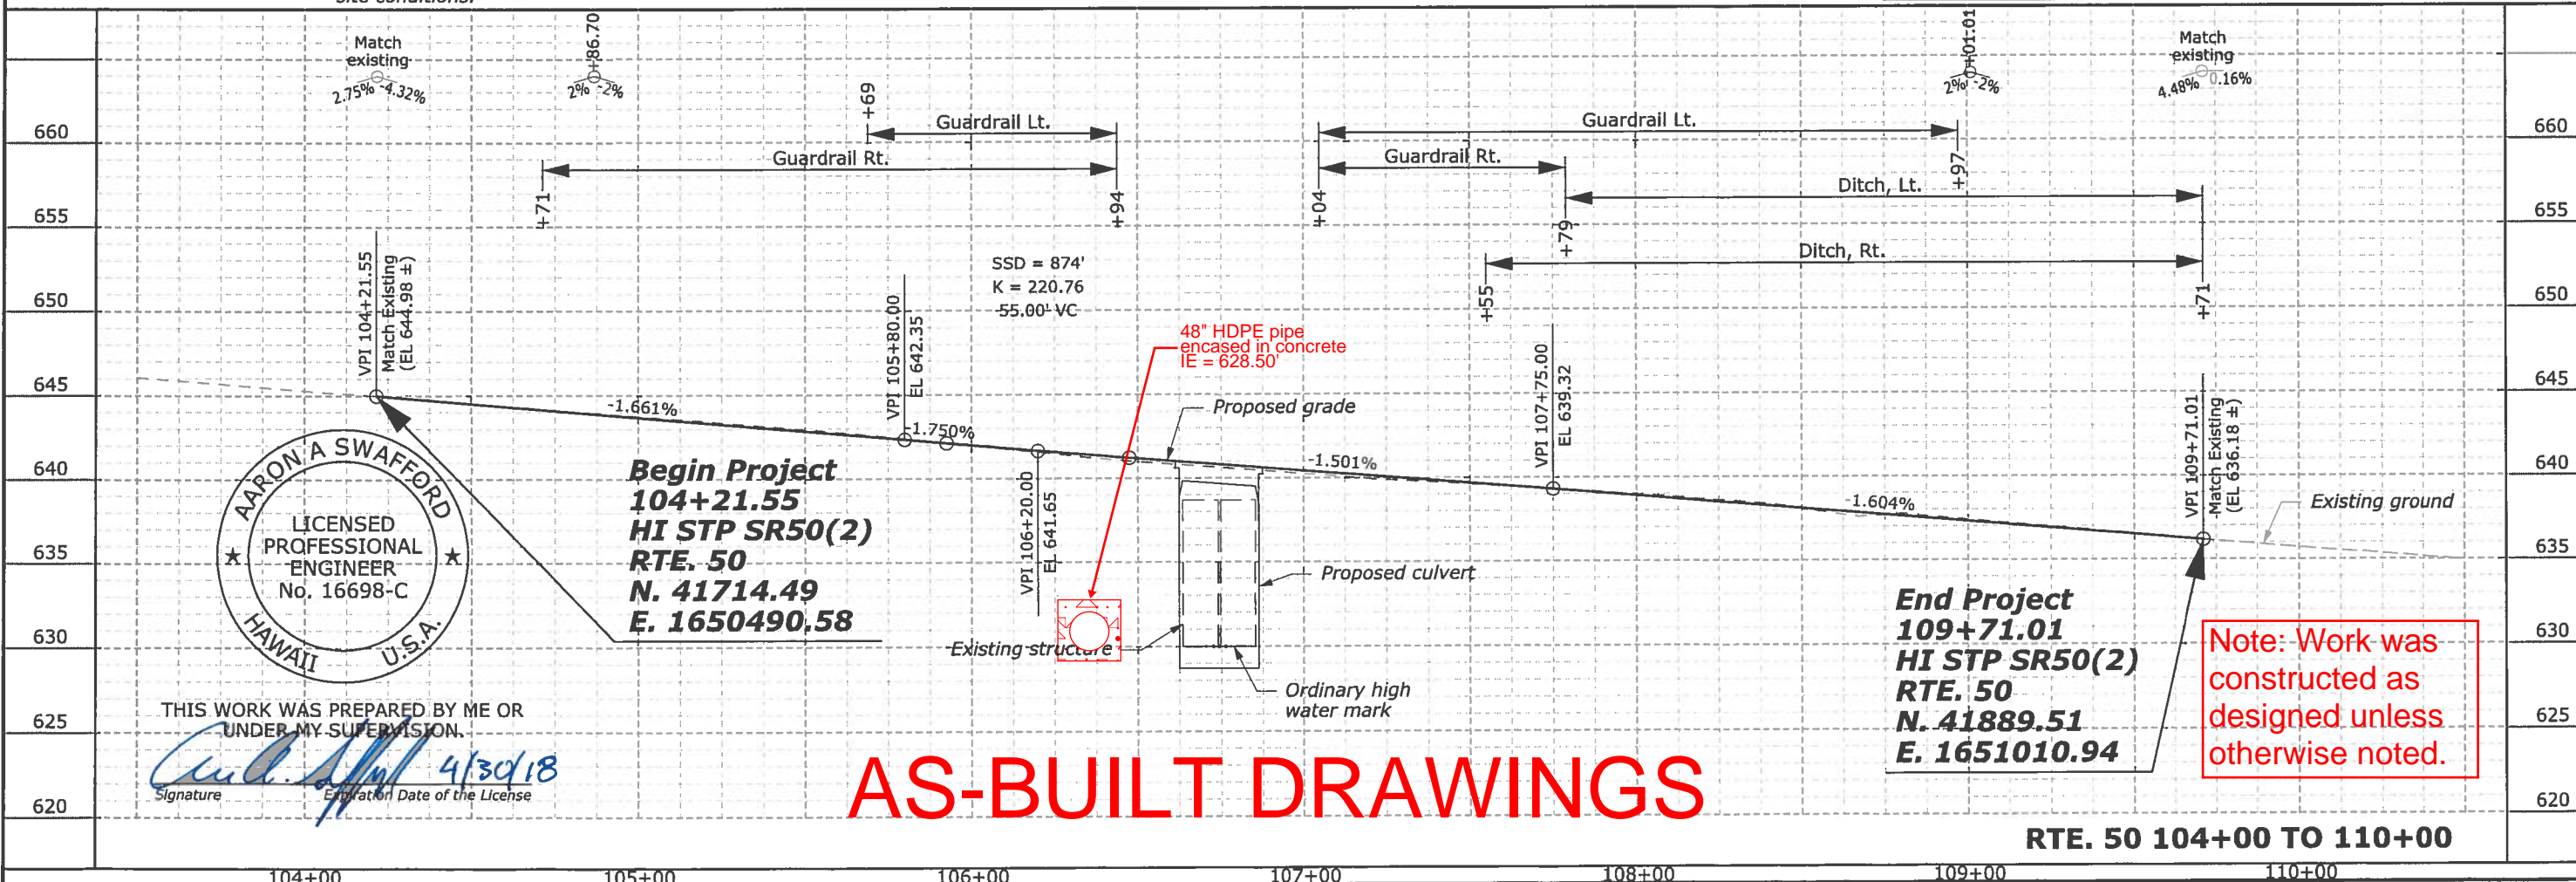 site conditions.
Match
existing
2.75% -4.32%
+86.70
2% -2%
+69
Guardrail Lt.
Guardrail Rt.
+71
+94
Guardrail Lt.
Guardrail Rt.
+04
+79
+97
+01.01
2% -2%
Match
existing
4.48% 0.16%
Ditch, Lt.
Ditch, Rt.
+55
+71
660
655
650
645
640
635
630
625
620
660
655
650
645
640
635
630
625
620
VPI 104+21.55
Match Existing
(EL 644.98 ±)
-1.661%
VPI 105+80.00
EL 642.35
-1.750%
SSD = 874'
K = 220.76
55.00' VC
VPI 106+20.00
EL 641.65
48" HDPE pipe
encased in concrete
IE = 628.50'
Proposed grade
-1.501%
VPI 107+75.00
EL 639.32
-1.604%
VPI 109+71.01
Match Existing
(EL 636.18 ±)
Existing ground
Proposed culvert
Existing structure
Ordinary high
water mark
Begin Project
104+21.55
HI STP SR50(2)
RTE. 50
N. 41714.49
E. 1650490.58
End Project
109+71.01
HI STP SR50(2)
RTE. 50
N. 41889.51
E. 1651010.94
Note: Work was
constructed as
designed unless
otherwise noted.
AARON A SWAFFORD
LICENSED
PROFESSIONAL
ENGINEER
No. 16698-C
HAWAII U.S.A.
THIS WORK WAS PREPARED BY ME OR
UNDER MY SUPERVISION.
4/30/18
Signature Expiration Date of the License
AS-BUILT DRAWINGS
RTE. 50 104+00 TO 110+00
104+00 105+00 106+00 107+00 108+00 109+00 110+00